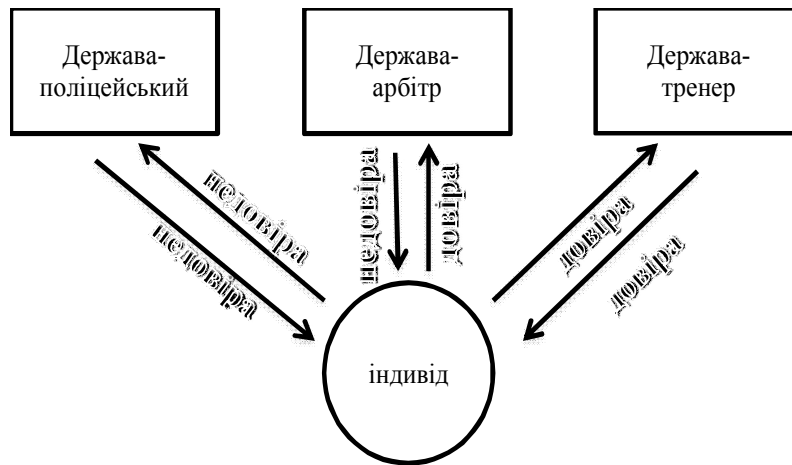 Держава-
поліцейський
Держава-
арбітр
Держава-
тренер
недовіра
недовіра
недовіра
довіра
довіра
довіра
індивід